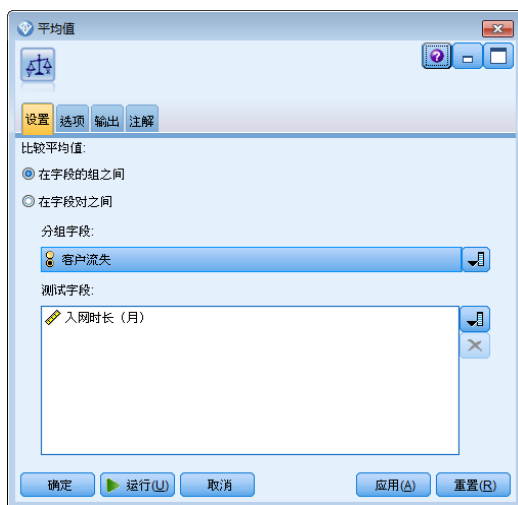 平均值
设置 选项 输出 注解
比较平均值:
在字段的组之间
在字段对之间
分组字段:
客户流失
测试字段:
入网时长（月）
确定 运行(U) 取消 应用(A) 重置(R)